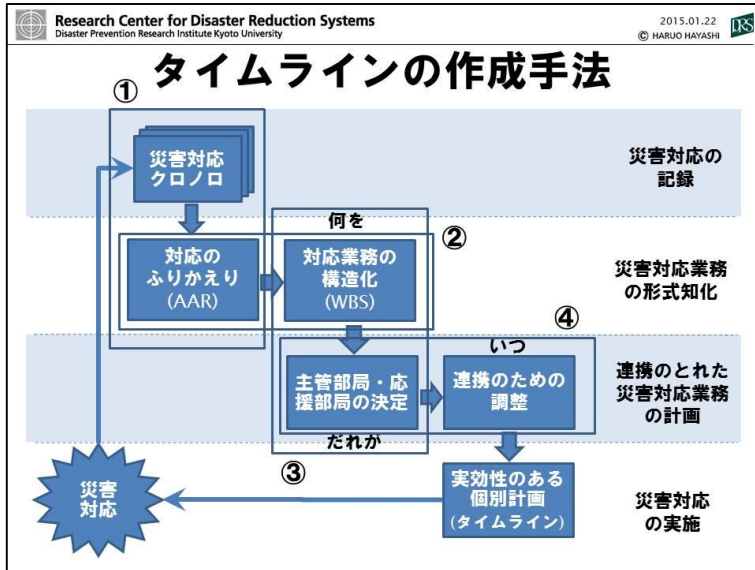 Research Center for Disaster Reduction Systems
Disaster Prevention Research Institute Kyoto University
2015.01.22
© HARUO HAYASHI
DRS
タイムラインの作成手法
①
災害対応
クロノロ
災害対応の
記録
何を
②
対応の
ふりかえり
(AAR)
対応業務の
構造化
(WBS)
災害対応業務
の形式知化
④
いつ
主管部局・応
援部局の決定
連携のための
調整
連携のとれた
災害対応業務
の計画
だれが
③
災害
対応
実効性のある
個別計画
(タイムライン)
災害対応
の実施